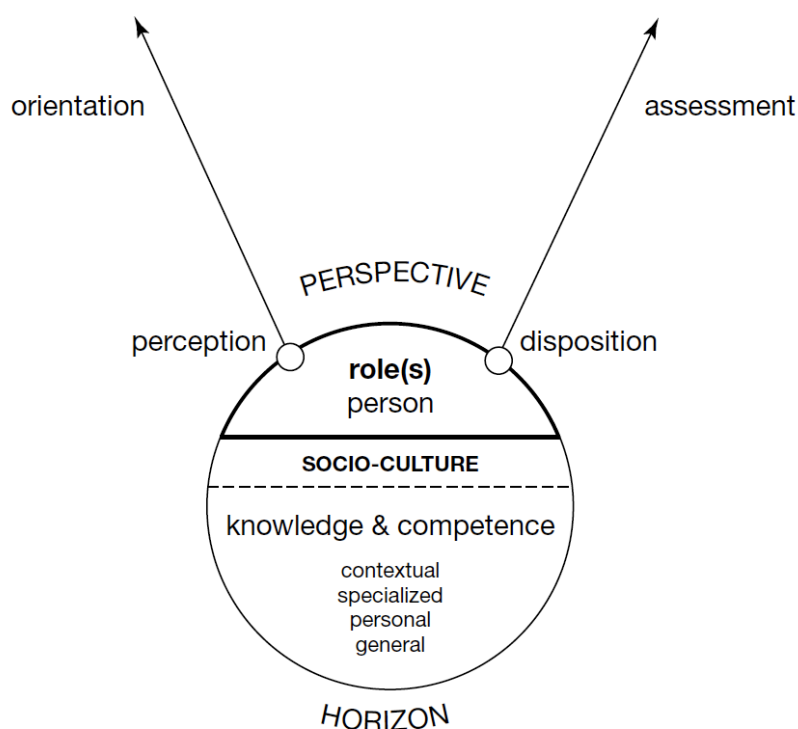 orientation
assessment
PERSPECTIVE
perception
disposition
role(s)
person
SOCIO-CULTURE
knowledge & competence
contextual
specialized
personal
general
HORIZON